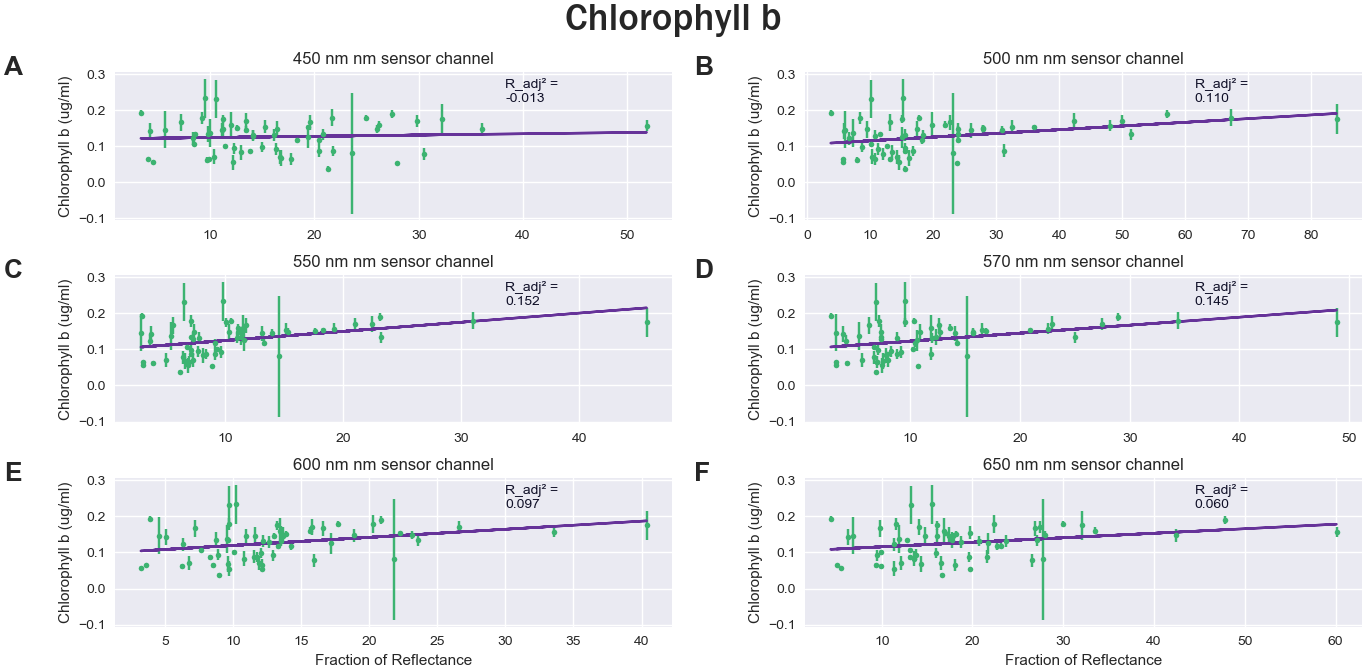 Chlorophyll b
A
450 nm nm sensor channel
Chlorophyll b (ug/ml)
0.3
0.2
0.1
0.0
−0.1
R_adj² =
-0.013
10
20
30
40
50
B
500 nm nm sensor channel
Chlorophyll b (ug/ml)
0.3
0.2
0.1
0.0
−0.1
R_adj² =
0.110
0
10
20
30
40
50
60
70
80
C
550 nm nm sensor channel
Chlorophyll b (ug/ml)
0.3
0.2
0.1
0.0
−0.1
R_adj² =
0.152
10
20
30
40
D
570 nm nm sensor channel
Chlorophyll b (ug/ml)
0.3
0.2
0.1
0.0
−0.1
R_adj² =
0.145
10
20
30
40
50
E
600 nm nm sensor channel
Chlorophyll b (ug/ml)
0.3
0.2
0.1
0.0
−0.1
R_adj² =
0.097
5
10
15
20
25
30
35
40
Fraction of Reflectance
F
650 nm nm sensor channel
Chlorophyll b (ug/ml)
0.3
0.2
0.1
0.0
−0.1
R_adj² =
0.060
10
20
30
40
50
60
Fraction of Reflectance